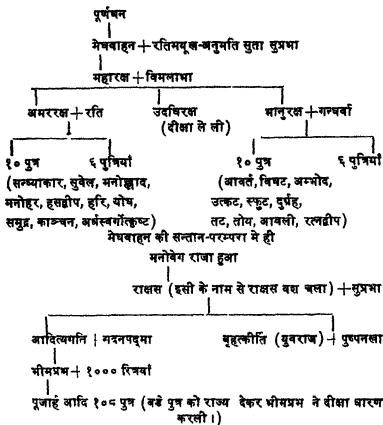 पूर्णधन
मेघवाहन + रतिमयूख-अनुमति सुता सुप्रभा
महारक्ष + विमलाभा
अमररक्ष + रति उदधिरक्ष भानुरक्ष + गन्धर्वा
(दीक्षा ले ली)
१० पुत्र ६ पुत्रियाँ १० पुत्र ६ पुत्रियाँ
(सन्ध्याकार, सुवेल, मनोह्लाद, (आवर्त, विघट, अम्भोद,
मनोहर, हसद्वीप, हरि, योध, उत्कट, स्फुट, दुर्ग्रह,
समुद्र, काञ्चन, अर्धस्वर्गोत्कृष्ट) तट, तोय, आवली, रत्नद्वीप)
मेघवाहन की सन्तान-परम्परा मे ही
मनोवेग राजा हुआ
राक्षस (इसी के नाम से राक्षस वश चला) + सुप्रभा
आदित्यगति | मदनपद्मा बृहत्कीर्ति (युवराज) + पुष्पनखा
भीमप्रभ + १००० स्त्रियाँ
पूजार्ह आदि १०८ पुत्र (बडे पुत्र को राज्य देकर भीमप्रभ ने दीक्षा धारण
करली।)